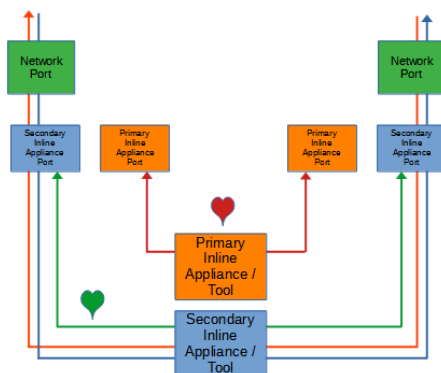 Network
Port
Network
Port
Secondary
Inline
Appliance
Port
Primary
Inline
Appliance
Port
Primary
Inline
Appliance
Port
Secondary
Inline
Appliance
Port
Primary
Inline
Appliance /
Tool
Secondary
Inline
Appliance /
Tool